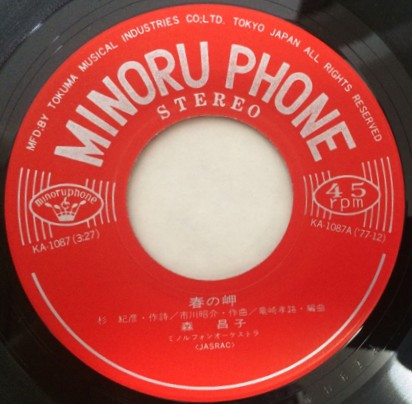 MFD.BY TOKUMA MUSICAL INDUSTRIES CO;LTD. TOKYO JAPAN ALL RIGHTS RESERVED
MINORU PHONE
STEREO
minoruphone
KA-1087 (3:27)
45
rpm
KA-1087A ('77·12)
春の岬
杉 紀彦・作詩/市川昭介・作曲/竜崎孝路・編曲
森 昌子
ミノルフォンオーケストラ
〈JASRAC〉